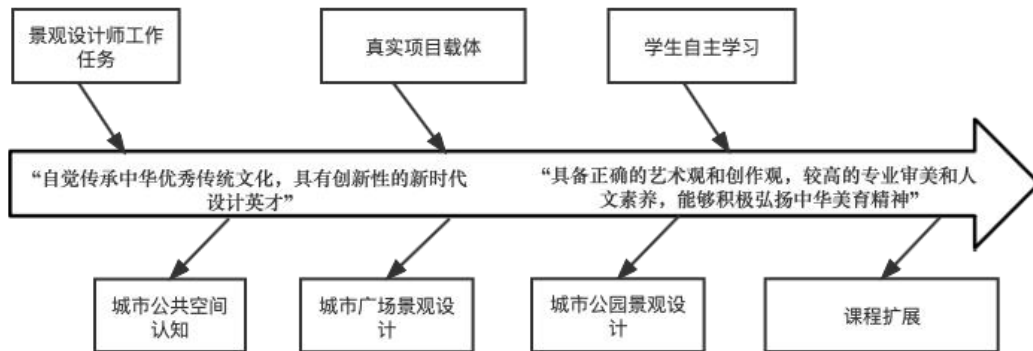 景观设计师工作
任务
真实项目载体
学生自主学习
“自觉传承中华优秀传统文化，具有创新性的新时代
设计英才”
“具备正确的艺术观和创作观，较高的专业审美和人
文素养，能够积极弘扬中华美育精神”
城市公共空间
认知
城市广场景观设
计
城市公园景观设
计
课程扩展